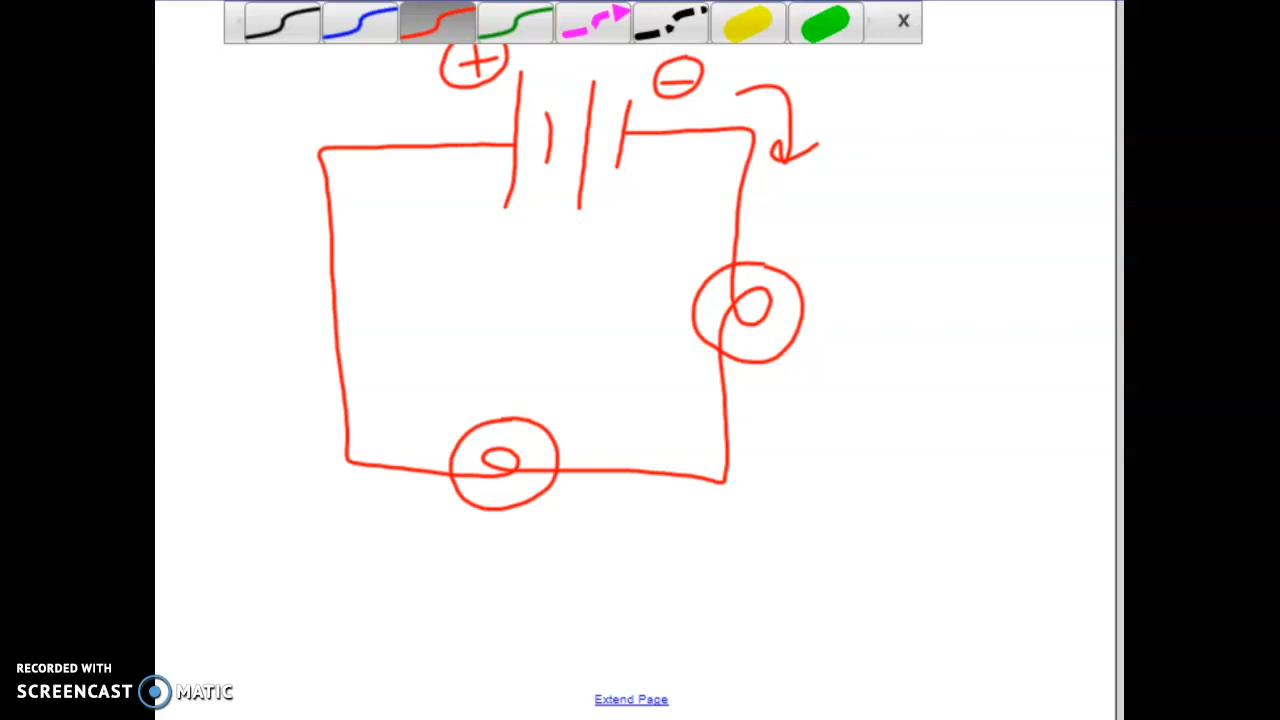 X
+
−
RECORDED WITH
SCREENCAST MATIC
Extend Page